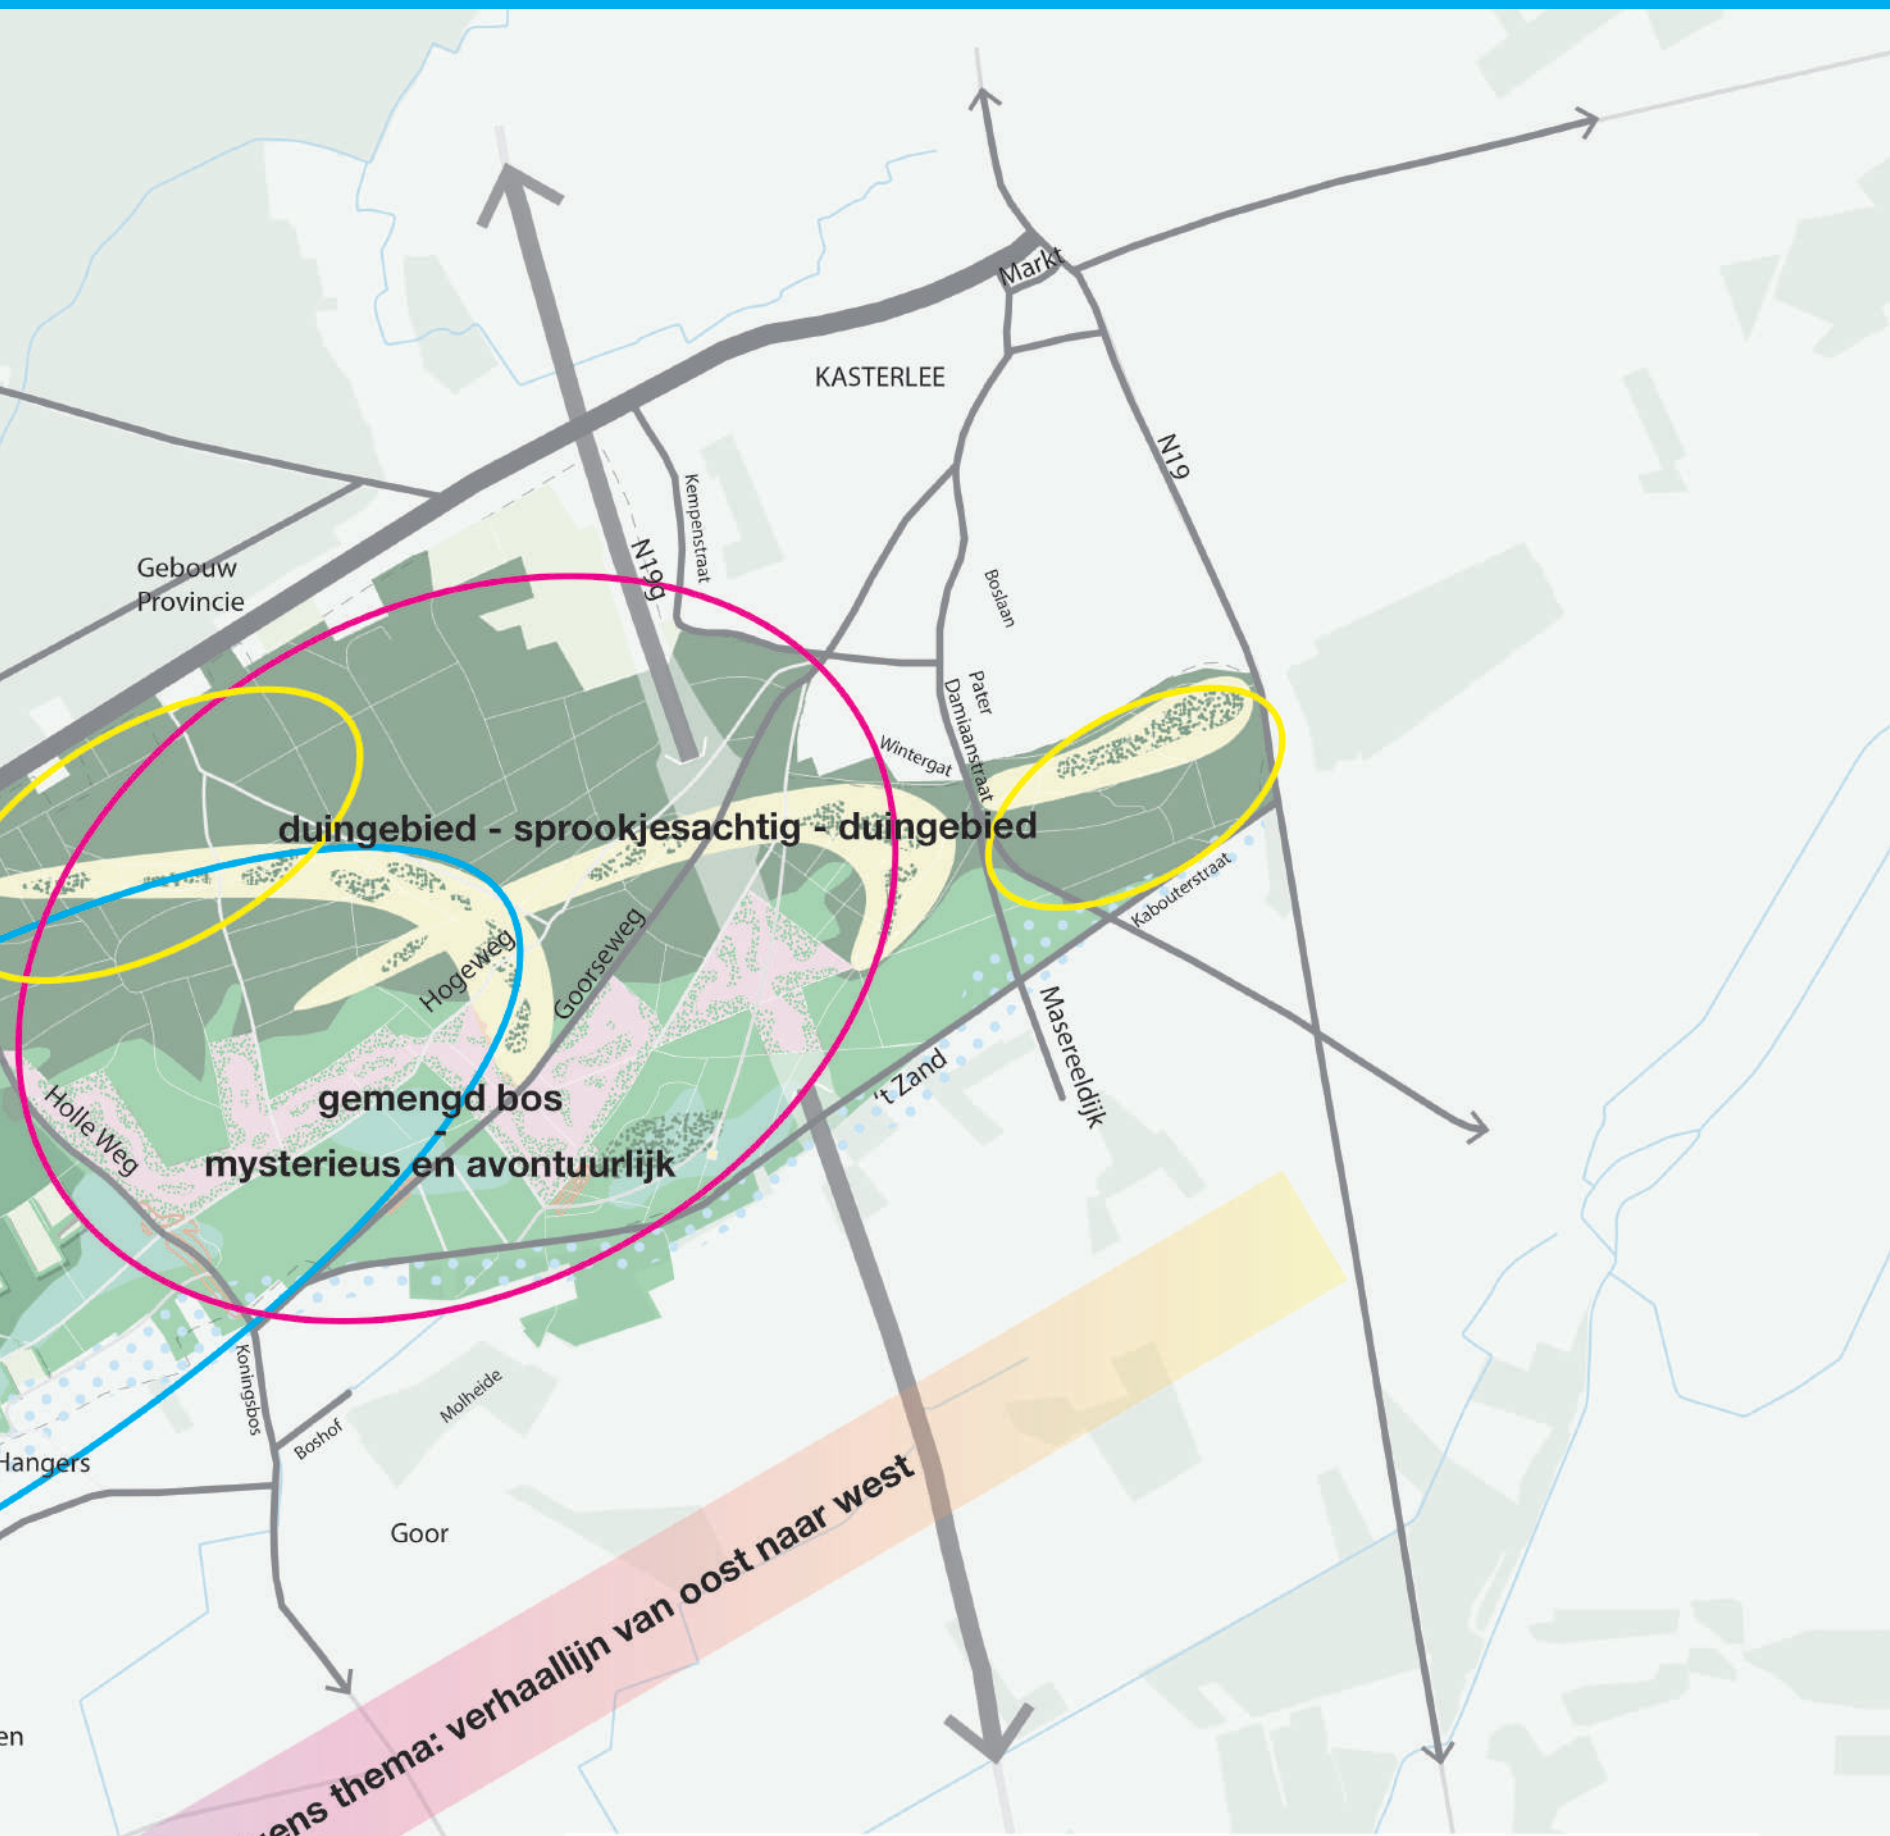 Markt
KASTERLEE
N19
Kempenstraat
N19g
Gebouw
Provincie
Boslaan
Pater
Damiaanstraat
Wintergat
duingebied - sprookjesachtig - duingebied
Kabouterstraat
Hogeweg
Goorseweg
Masereeldijk
't Zand
Holle Weg
gemengd bos
-
mysterieus en avontuurlijk
Koningsbos
Boshof
Molheide
Hangers
Goor
thema: verhaallijn van oost naar west